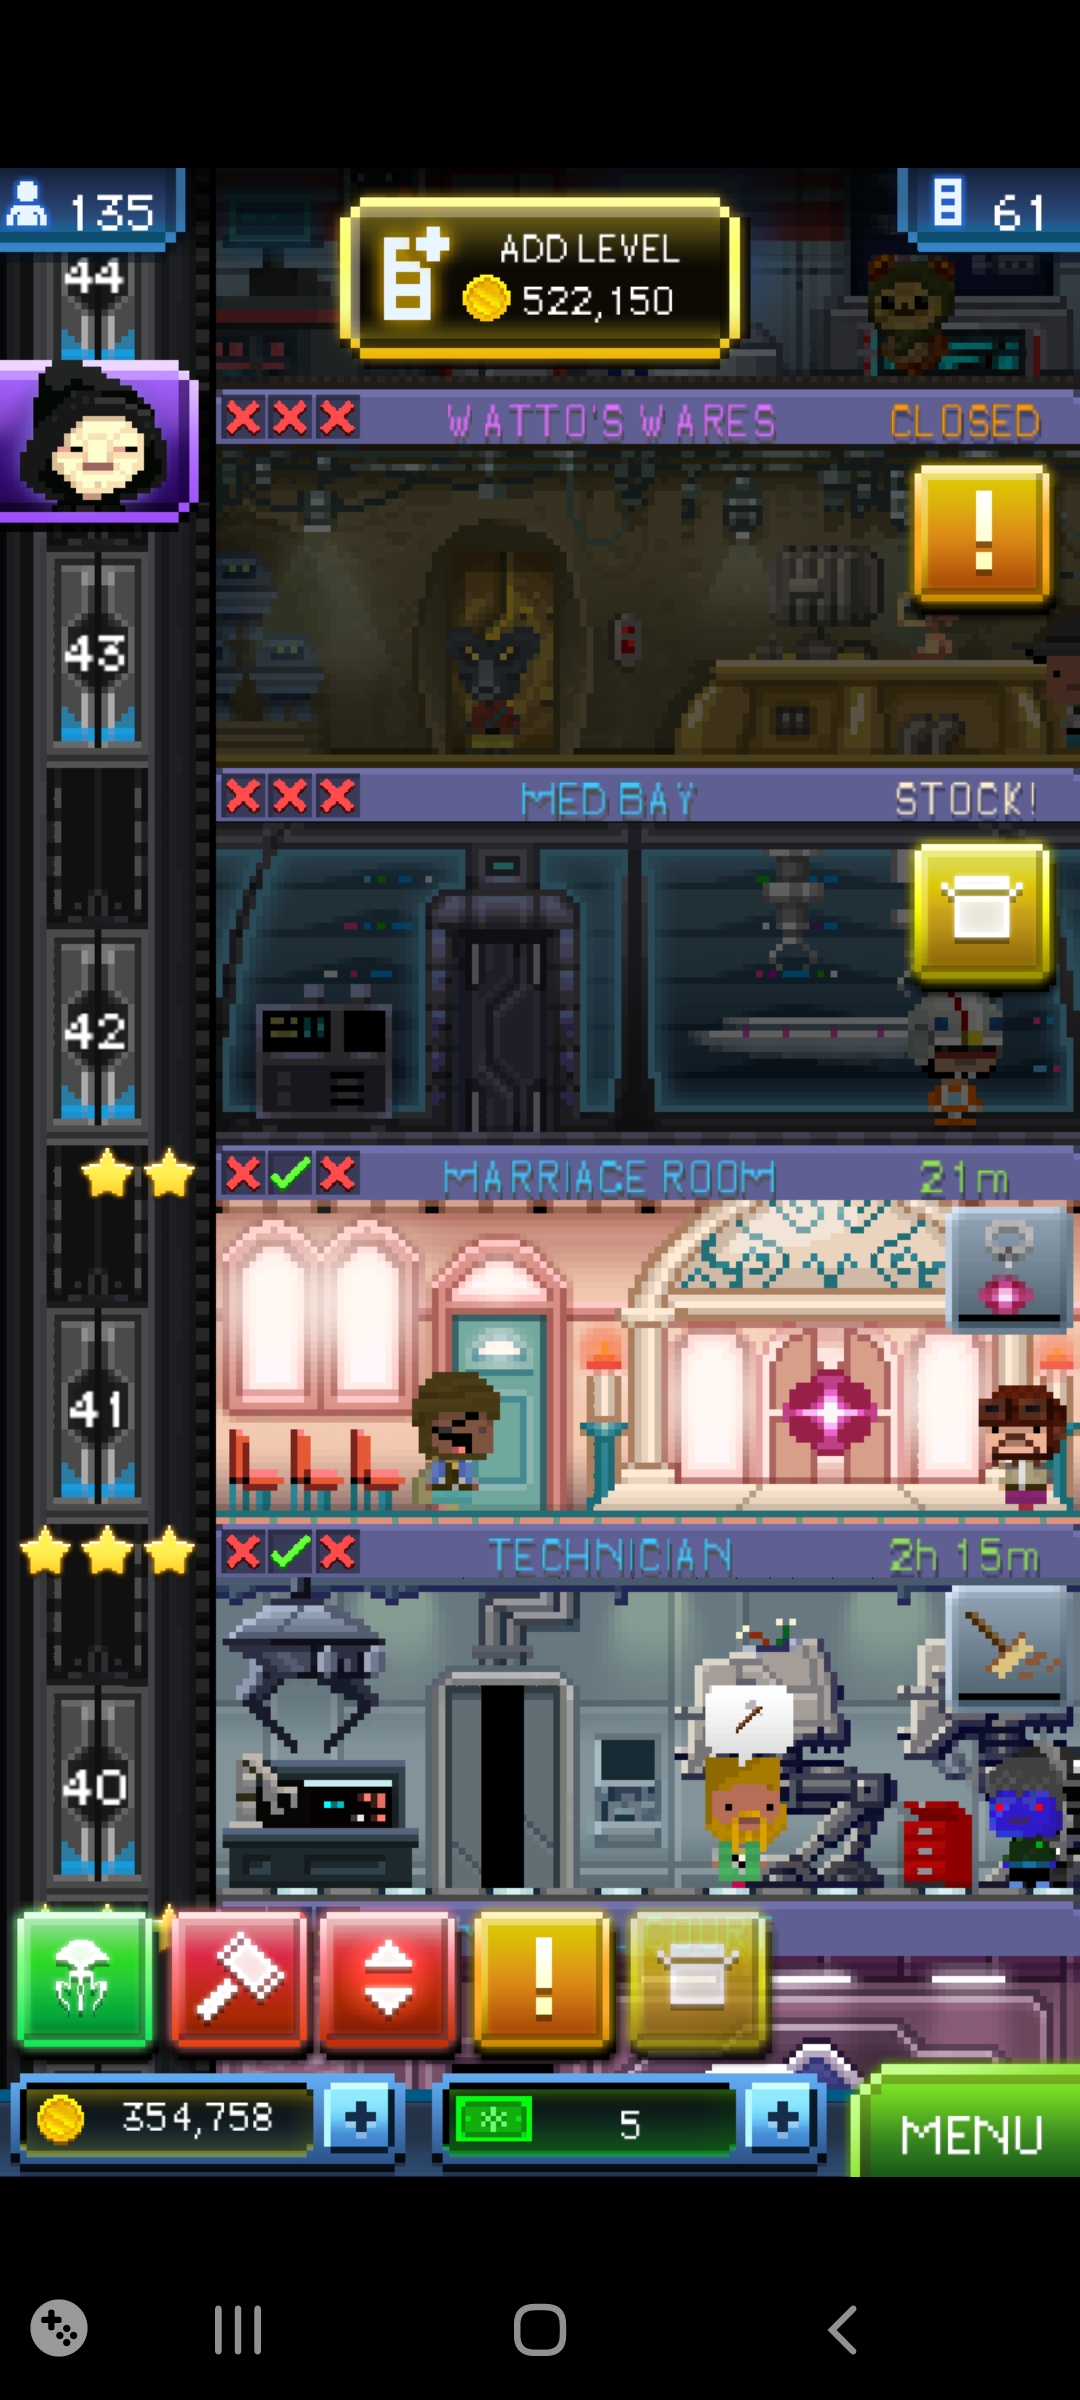 135
ADD LEVEL
522,150
61
44
WATTO'S WARES
CLOSED
!
43
MED BAY
STOCK!
42
MARRIAGE ROOM
21m
41
TECHNICIAN
2h 15m
40
!
354,758
+
5
+
MENU